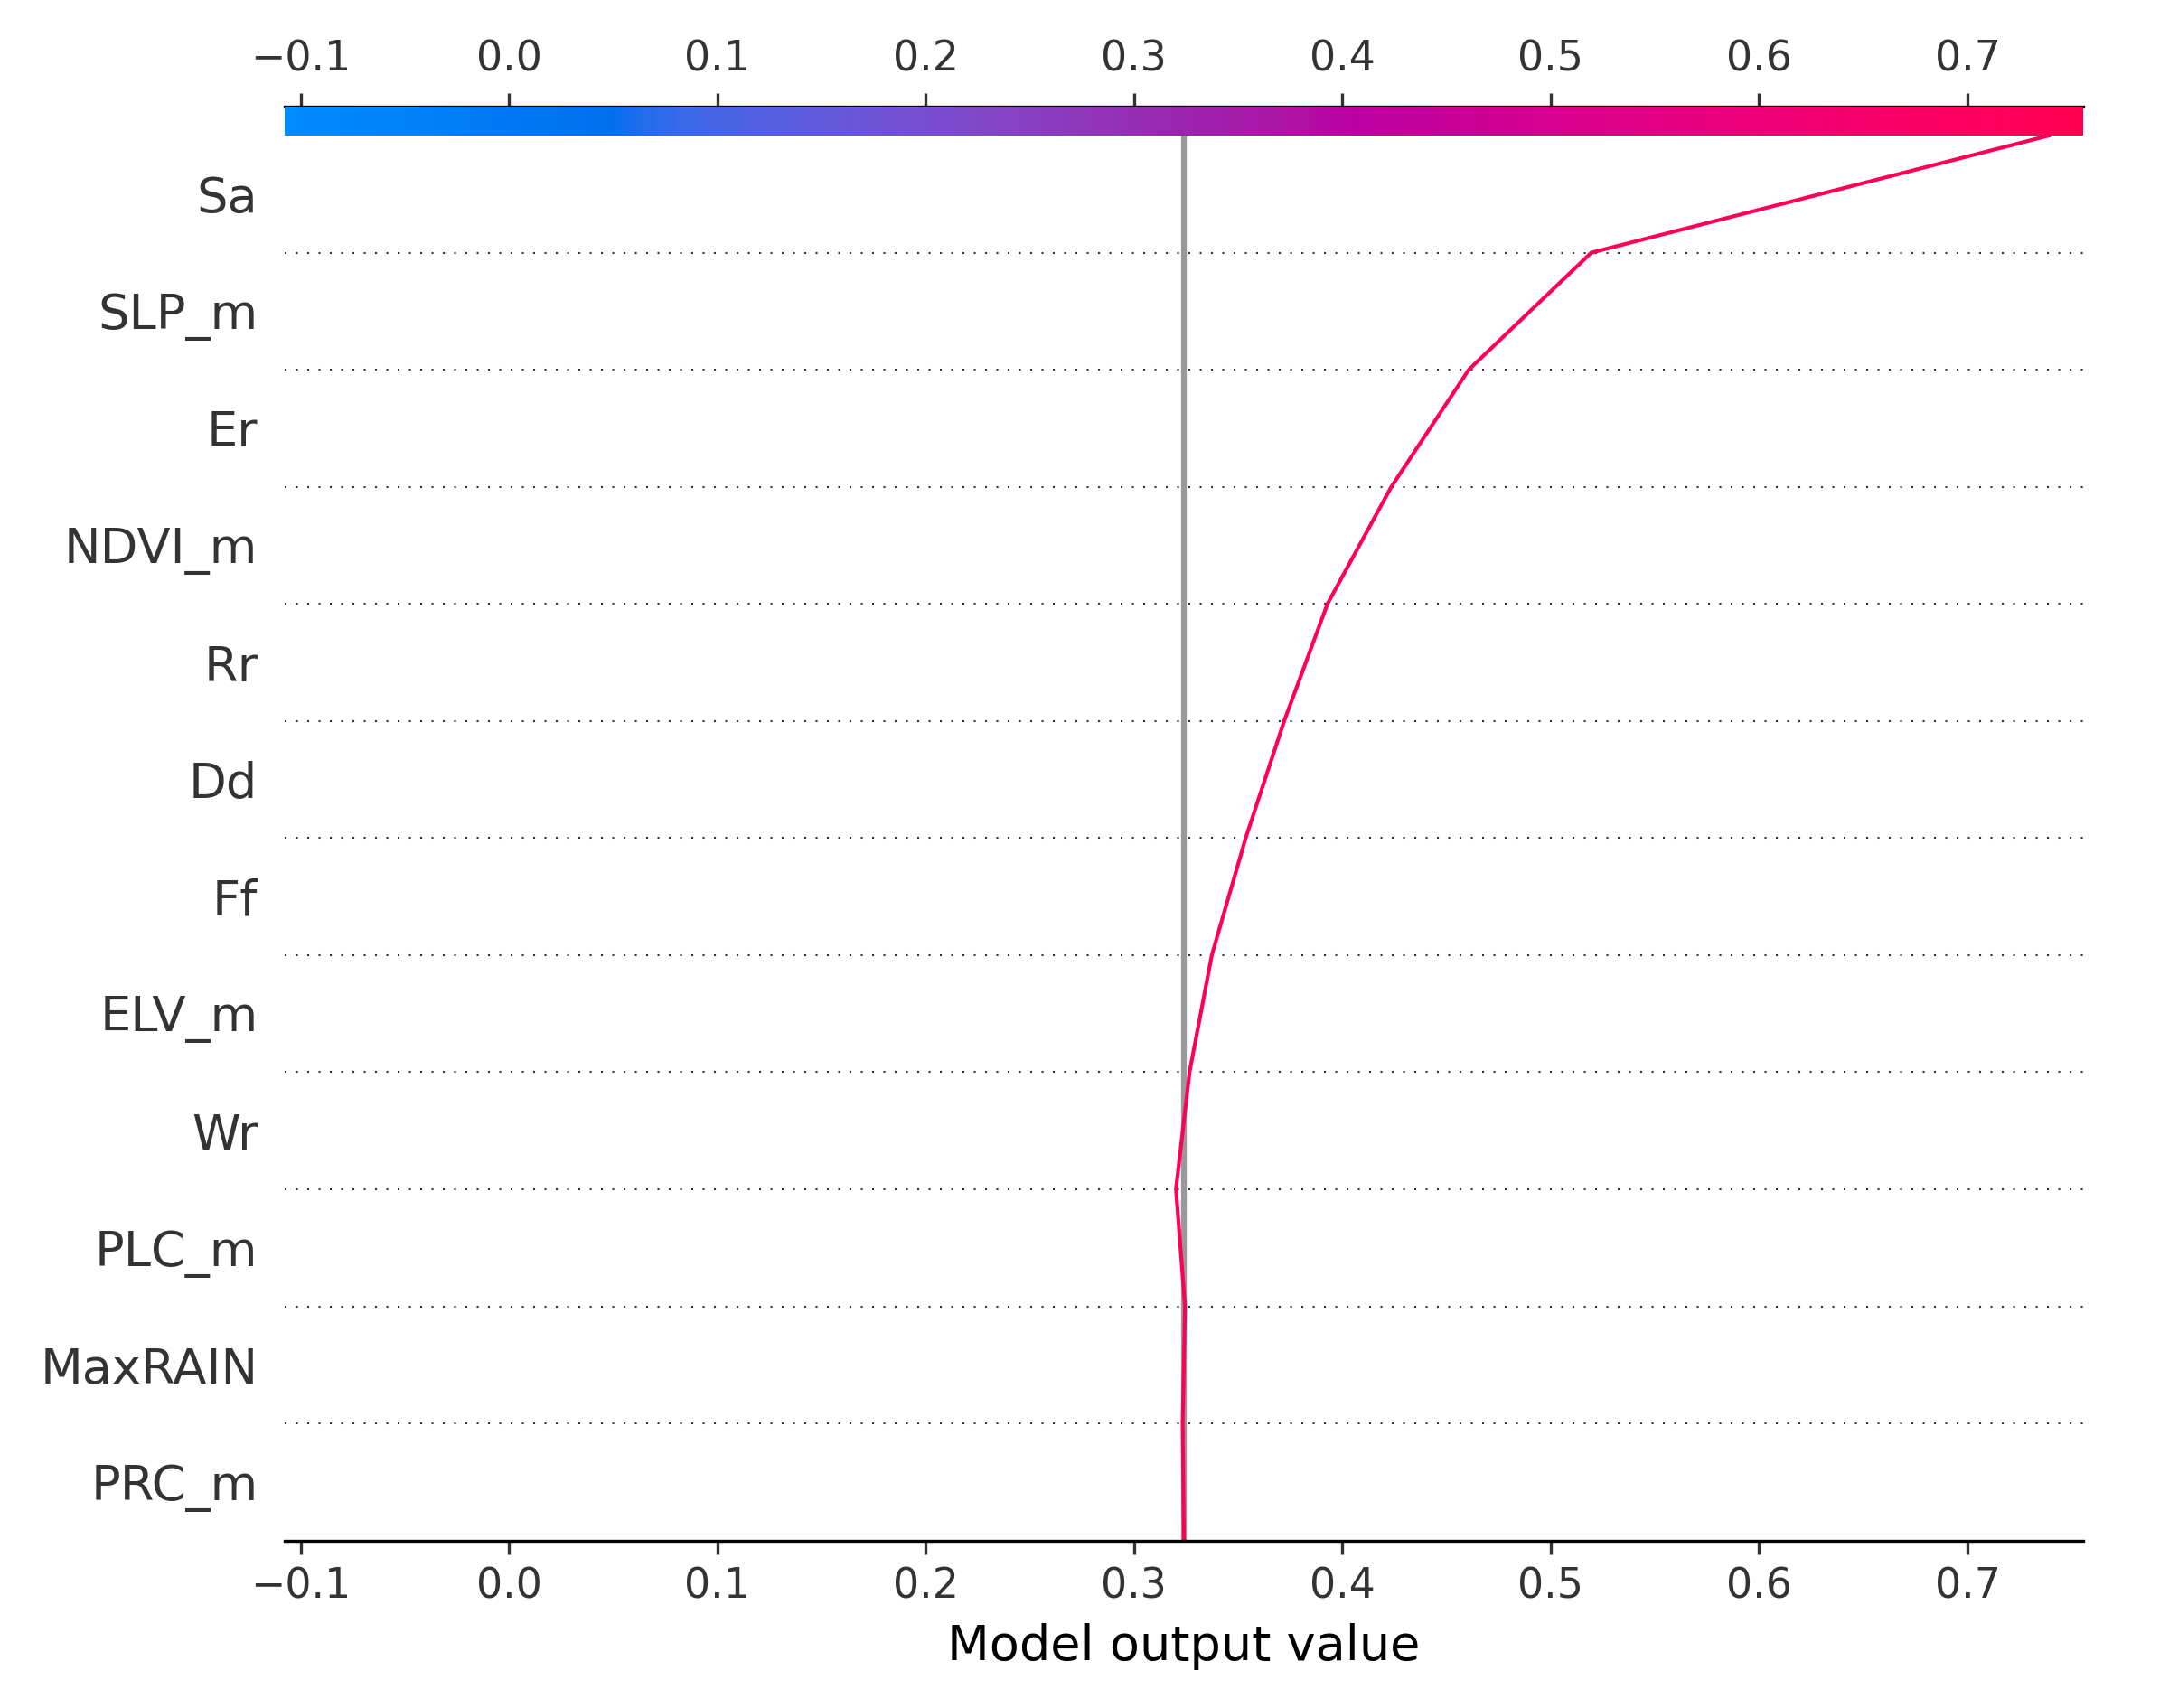 −0.1 0.0 0.1 0.2 0.3 0.4 0.5 0.6 0.7
Sa
SLP_m
Er
NDVI_m
Rr
Dd
Ff
ELV_m
Wr
PLC_m
MaxRAIN
PRC_m
−0.1 0.0 0.1 0.2 0.3 0.4 0.5 0.6 0.7
Model output value